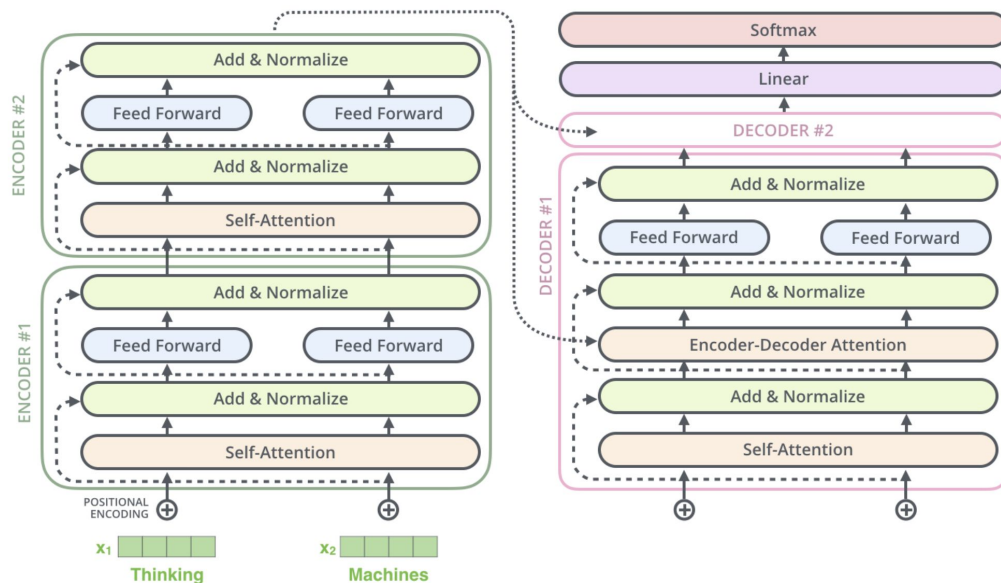 ENCODER #2
Add & Normalize
Feed Forward
Feed Forward
Add & Normalize
Self-Attention
ENCODER #1
Add & Normalize
Feed Forward
Feed Forward
Add & Normalize
Self-Attention
POSITIONAL
ENCODING
x1
x2
Thinking
Machines
Softmax
Linear
DECODER #2
DECODER #1
Add & Normalize
Feed Forward
Feed Forward
Add & Normalize
Encoder-Decoder Attention
Add & Normalize
Self-Attention